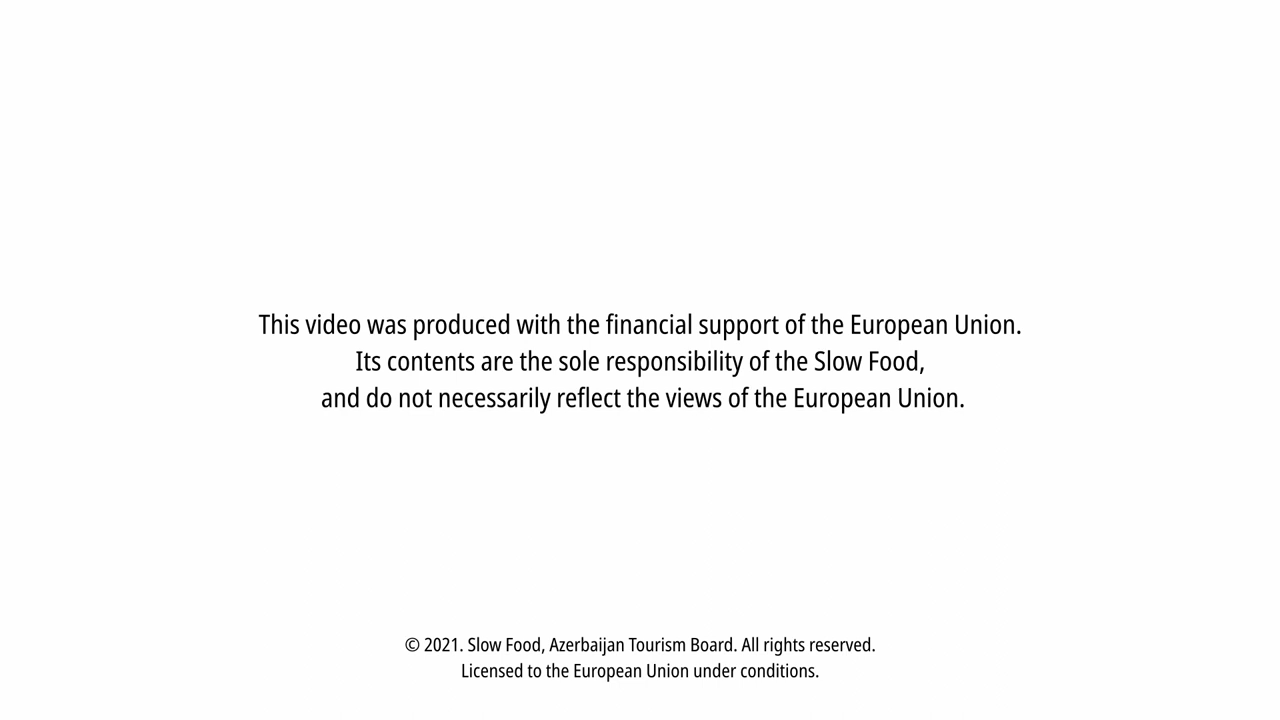 This video was produced with the financial support of the European Union.
Its contents are the sole responsibility of the Slow Food,
and do not necessarily reflect the views of the European Union.
© 2021. Slow Food, Azerbaijan Tourism Board. All rights reserved.
Licensed to the European Union under conditions.